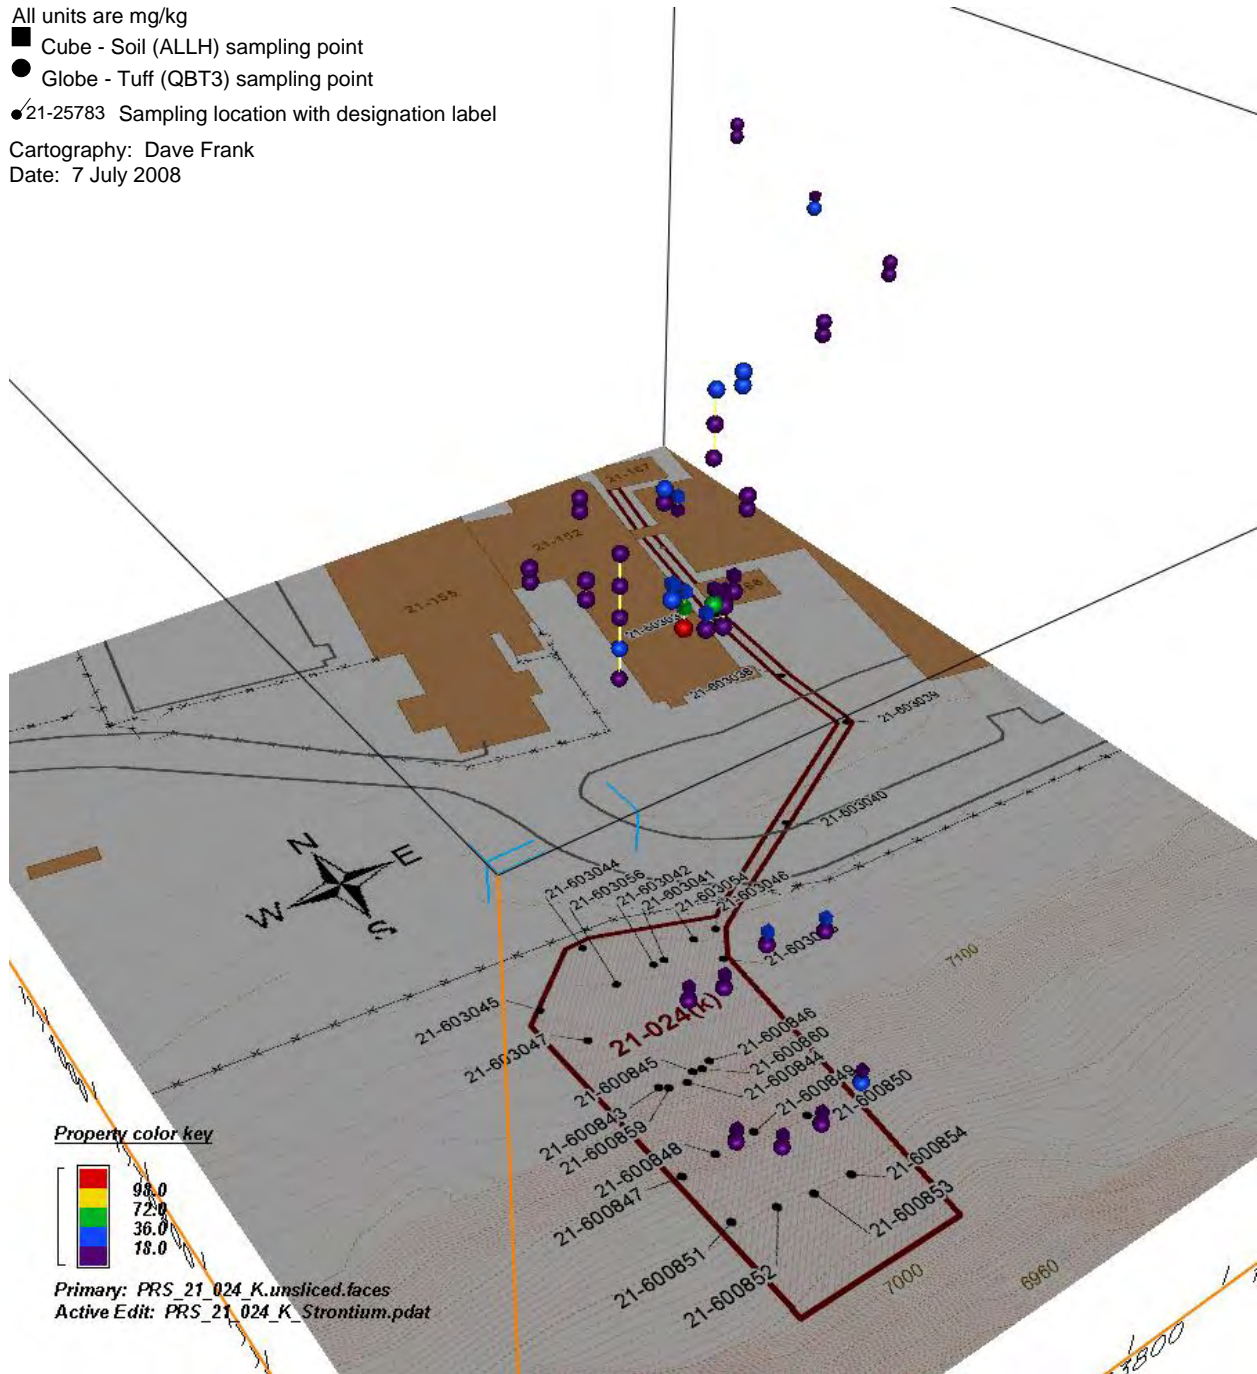 All units are mg/kg
Cube - Soil (ALLH) sampling point
Globe - Tuff (QBT3) sampling point
21-25783 Sampling location with designation label
Cartography: Dave Frank
Date: 7 July 2008
21-167
21-152
21-155
21-603038
21-603039
21-603040
21-603044
21-603056
21-603042
21-603041
21-603054
21-603046
N
E
W
S
7100
21-603045
21-603047
21-024(k)
21-600846
21-600860
21-600845
21-600844
21-600849
21-600850
21-600843
21-600859
21-600848
21-600847
21-600854
21-600853
21-600851
21-600852
7000
6960
Property color key
98.0
72.0
36.0
18.0
Primary: PRS_21_024_K.unsliced.faces
Active Edit: PRS_21_024_K_Strontium.pdat